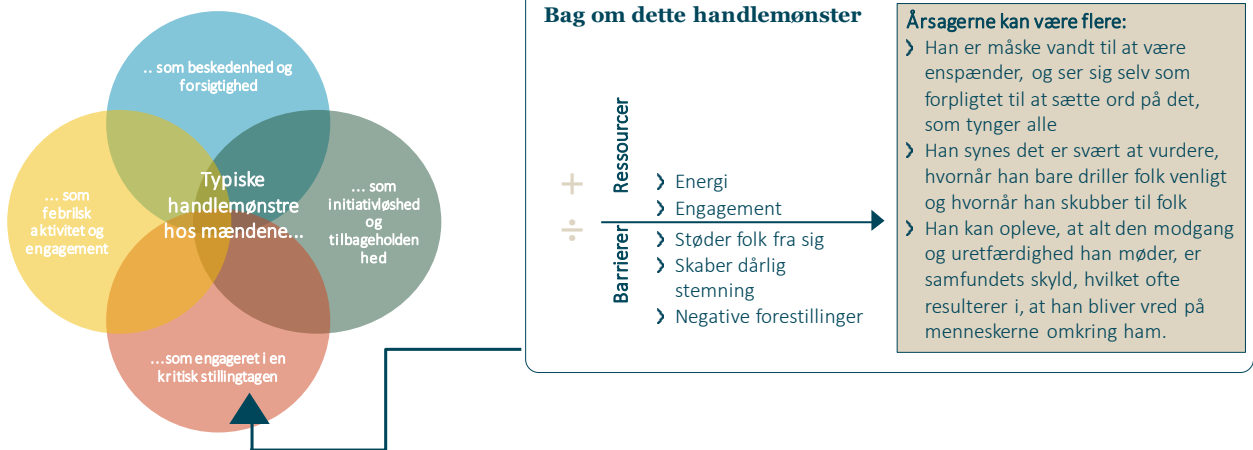 .. som beskedenhed og
forsigtighed
... som
febrilsk
aktivitet og
engagement
Typiske
handlemønstre
hos mændene...
... som
initiativløshed
og
tilbageholden
hed
...som engageret i en
kritisk stillingtagen
Bag om dette handlemønster
+
÷
Ressourcer
Barrierer
❯ Energi
❯ Engagement
❯ Støder folk fra sig
❯ Skaber dårlig
stemning
❯ Negative forestillinger
Årsagerne kan være flere:
❯ Han er måske vandt til at være
enspænder, og ser sig selv som
forpligtet til at sætte ord på det,
som tynger alle
❯ Han synes det er svært at vurdere,
hvornår han bare driller folk venligt
og hvornår han skubber til folk
❯ Han kan opleve, at alt den modgang
og uretfærdighed han møder, er
samfundets skyld, hvilket ofte
resulterer i, at han bliver vred på
menneskerne omkring ham.